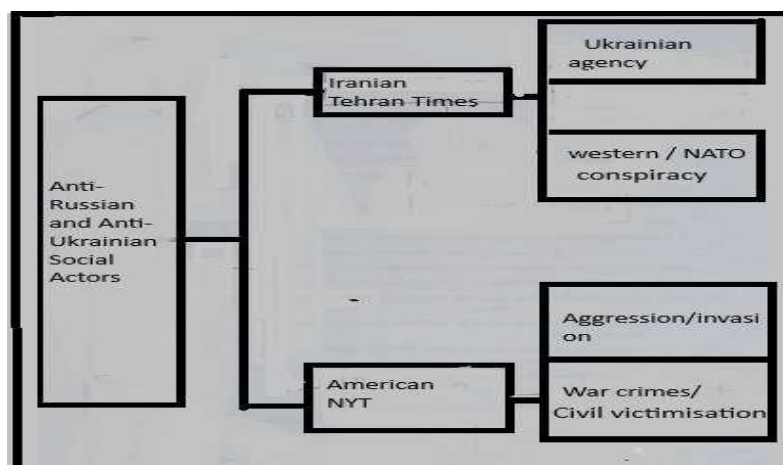 Anti-
Russian
and Anti-
Ukrainian
Social
Actors
Iranian
Tehran Times
Ukrainian
agency
western / NATO
conspiracy
American
NYT
Aggression/invasi
on
War crimes/
Civil victimisation